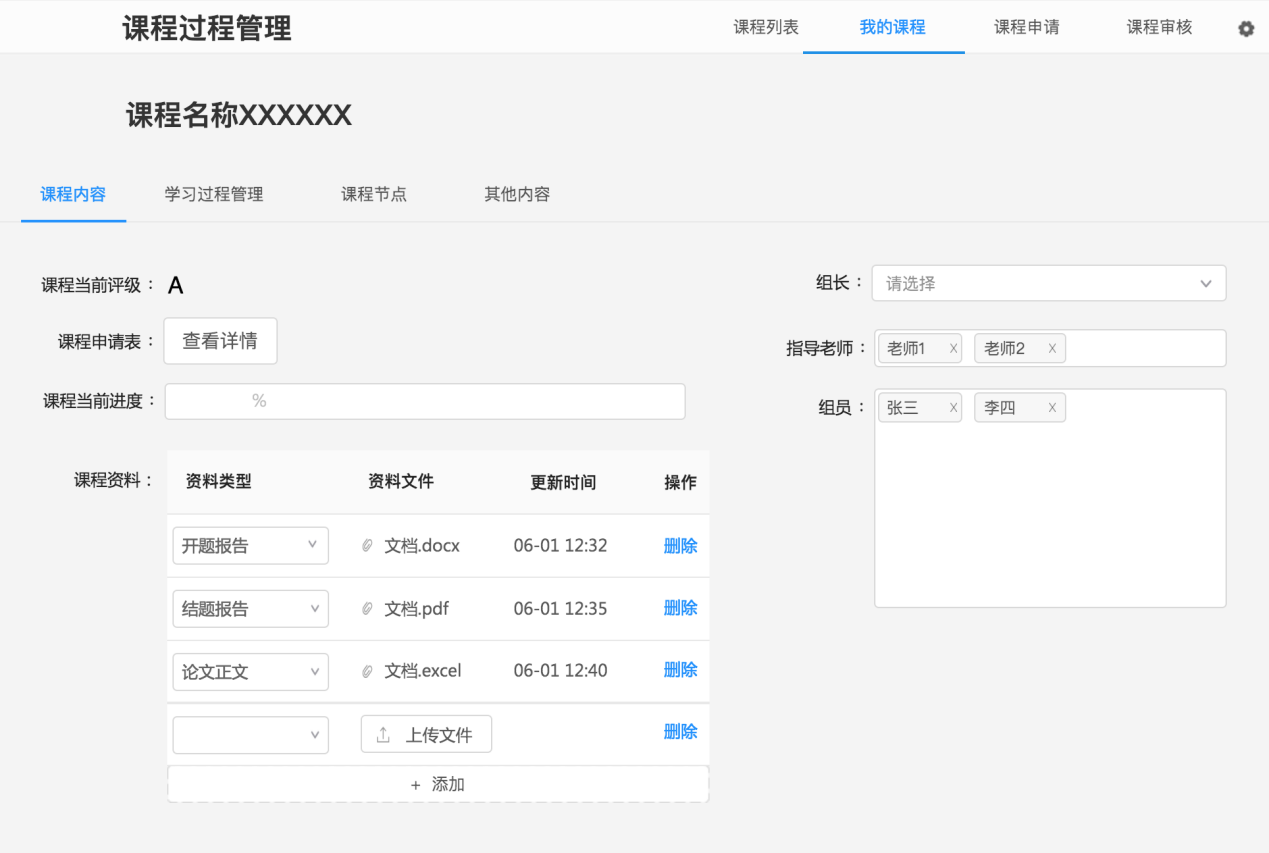 课程过程管理 课程列表 我的课程 课程申请 课程审核
课程名称XXXXXX
课程内容 学习过程管理 课程节点 其他内容
课程当前评级： A
课程申请表： 查看详情
课程当前进度： %
课程资料： 资料类型 资料文件 更新时间 操作
开题报告 文档.docx 06-01 12:32 删除
结题报告 文档.pdf 06-01 12:35 删除
论文正文 文档.excel 06-01 12:40 删除
上传文件 删除
+ 添加
组长： 请选择
指导老师： 老师1 x 老师2 x
组员： 张三 x 李四 x